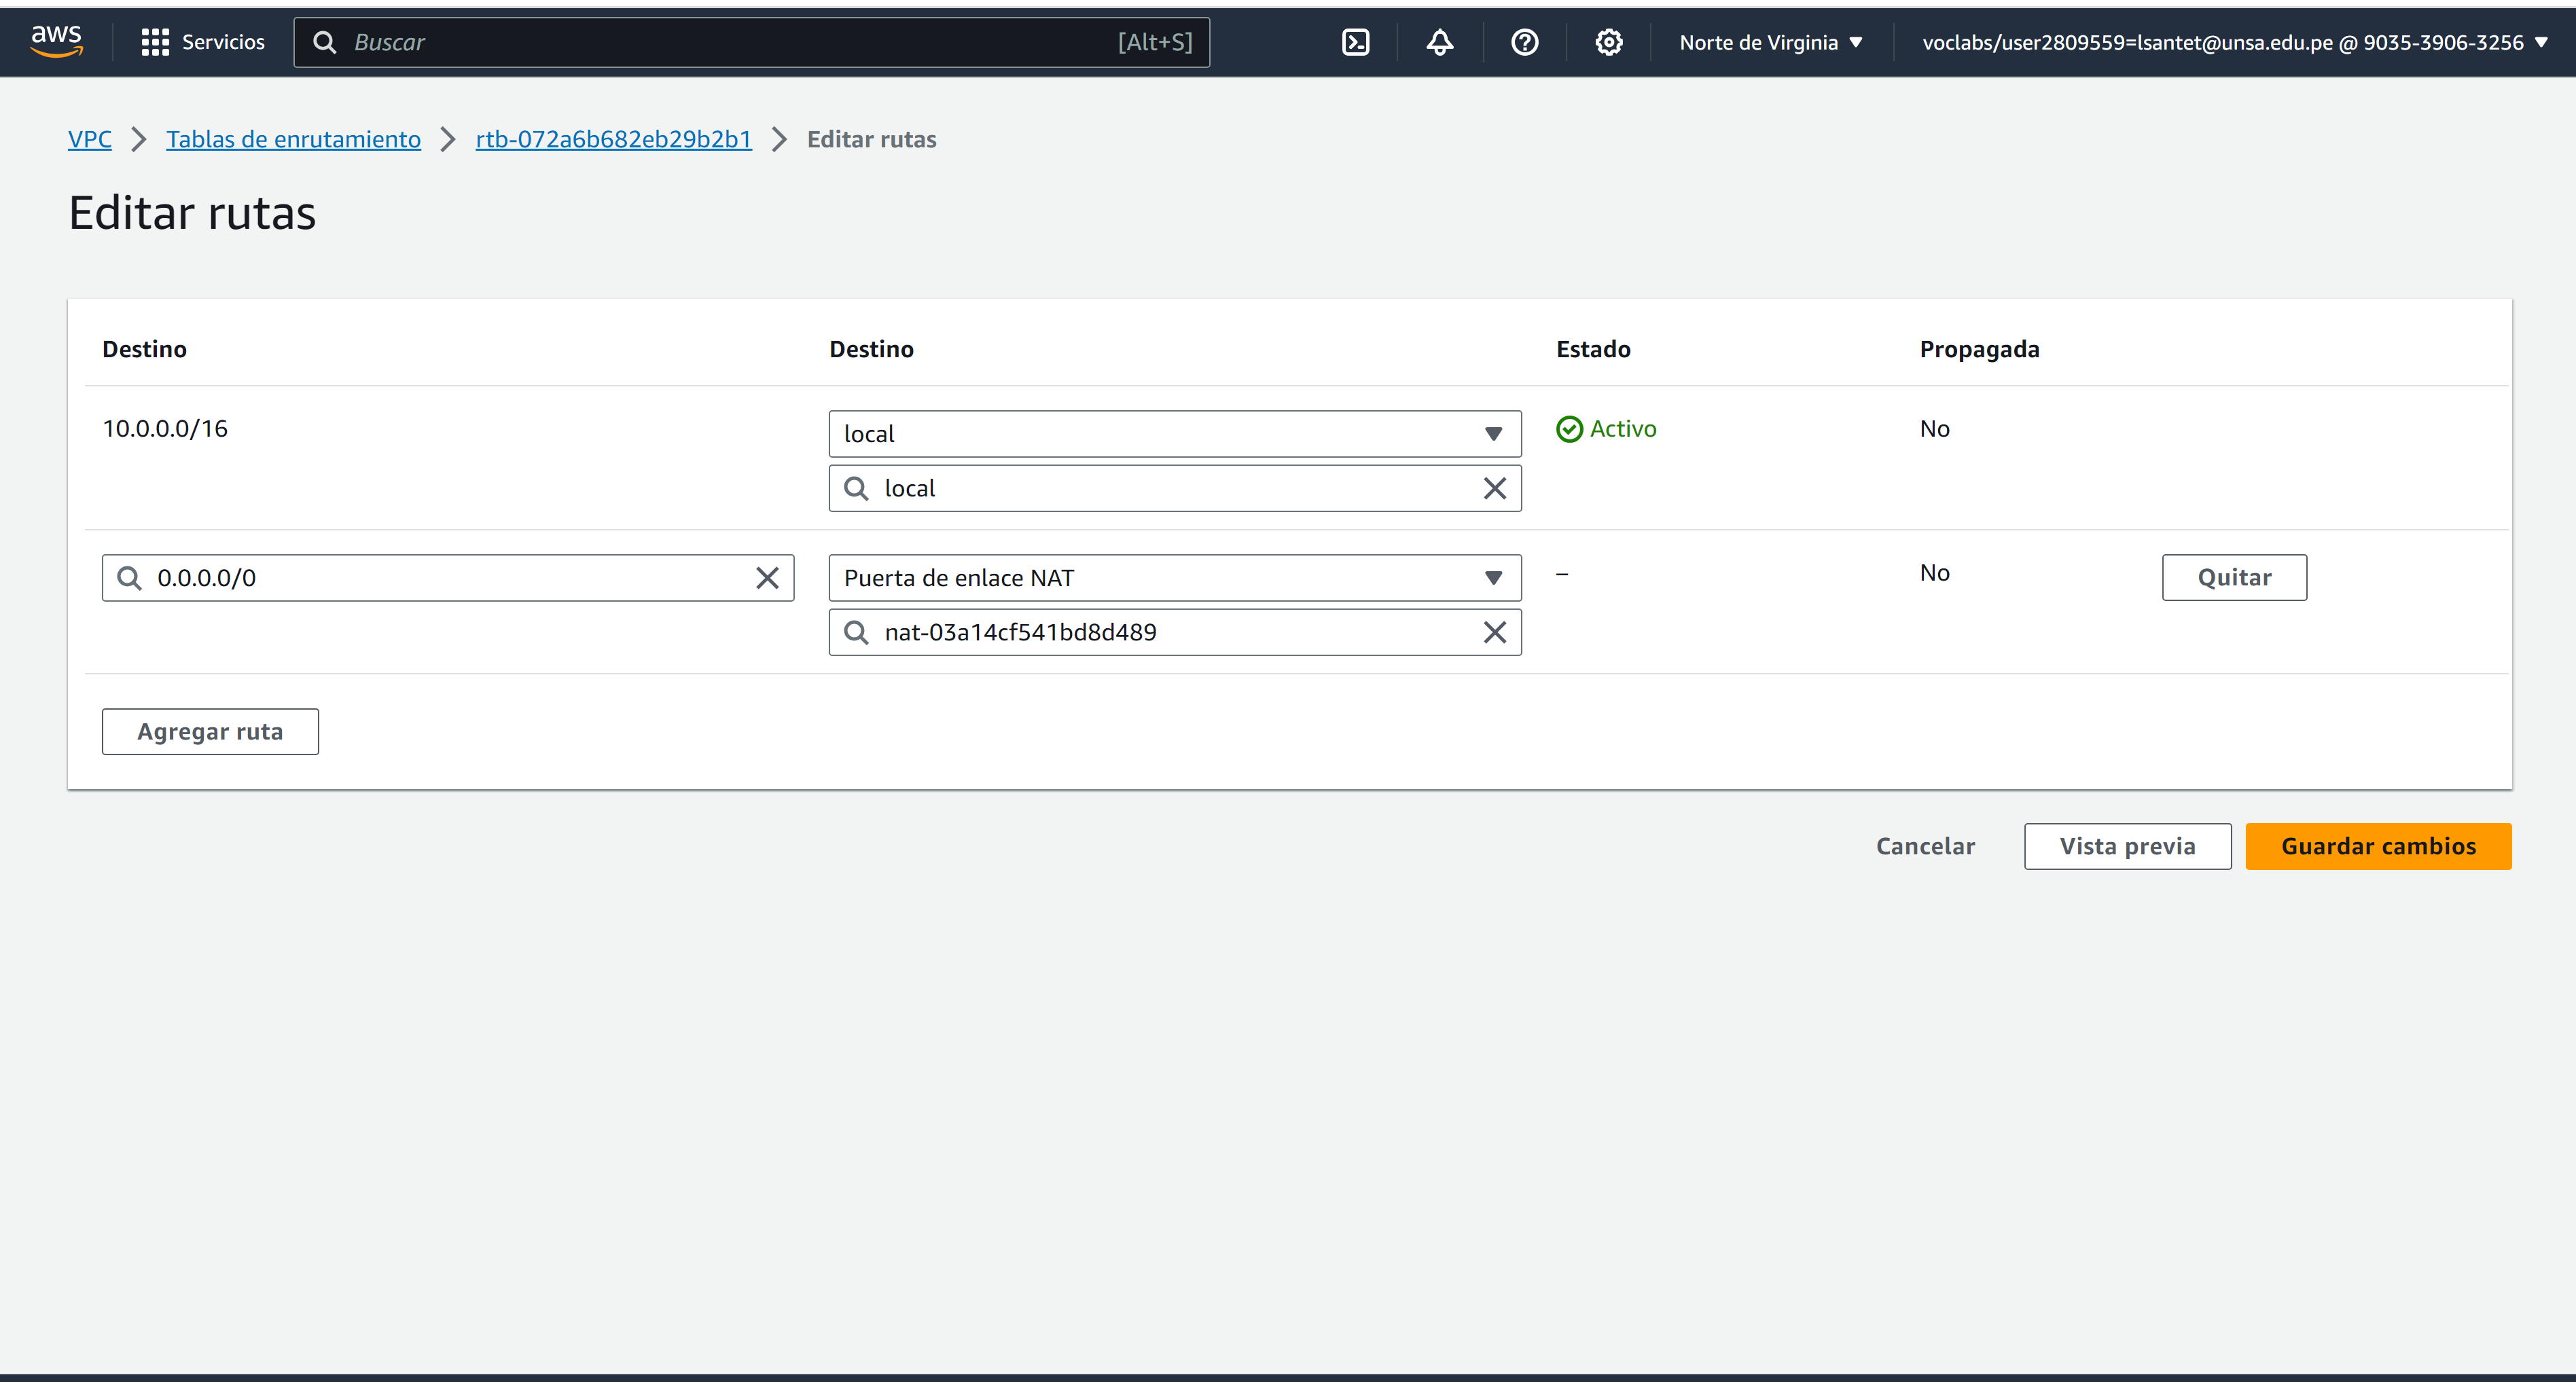 aws Servicios Buscar [Alt+S] Norte de Virginia voclabs/user2809559=lsantet@unsa.edu.pe @ 9035-3906-3256
VPC Tablas de enrutamiento rtb-072a6b682eb29b2b1 Editar rutas
Editar rutas
Destino Destino Estado Propagada
10.0.0.0/16 local Activo No
local
0.0.0.0/0 Puerta de enlace NAT – No Quitar
nat-03a14cf541bd8d489
Agregar ruta
Cancelar Vista previa Guardar cambios